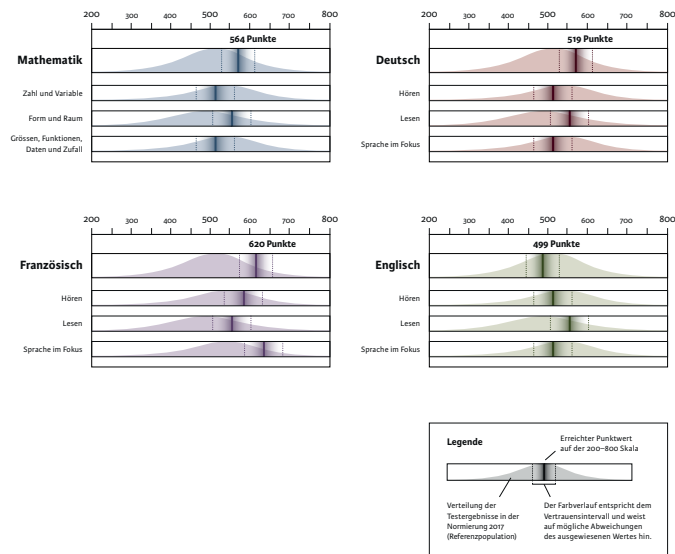 200 300 400 500 600 700 800
564 Punkte
Mathematik
Zahl und Variable
Form und Raum
Grössen, Funktionen,
Daten und Zufall
200 300 400 500 600 700 800
519 Punkte
Deutsch
Hören
Lesen
Sprache im Fokus
200 300 400 500 600 700 800
620 Punkte
Französisch
Hören
Lesen
Sprache im Fokus
200 300 400 500 600 700 800
499 Punkte
Englisch
Hören
Lesen
Sprache im Fokus
Legende
Erreichter Punktwert
auf der 200–800 Skala
Verteilung der
Testergebnisse in der
Normierung 2017
(Referenzpopulation)
Der Farbverlauf entspricht dem
Vertrauensintervall und weist
auf mögliche Abweichungen
des ausgewiesenen Wertes hin.